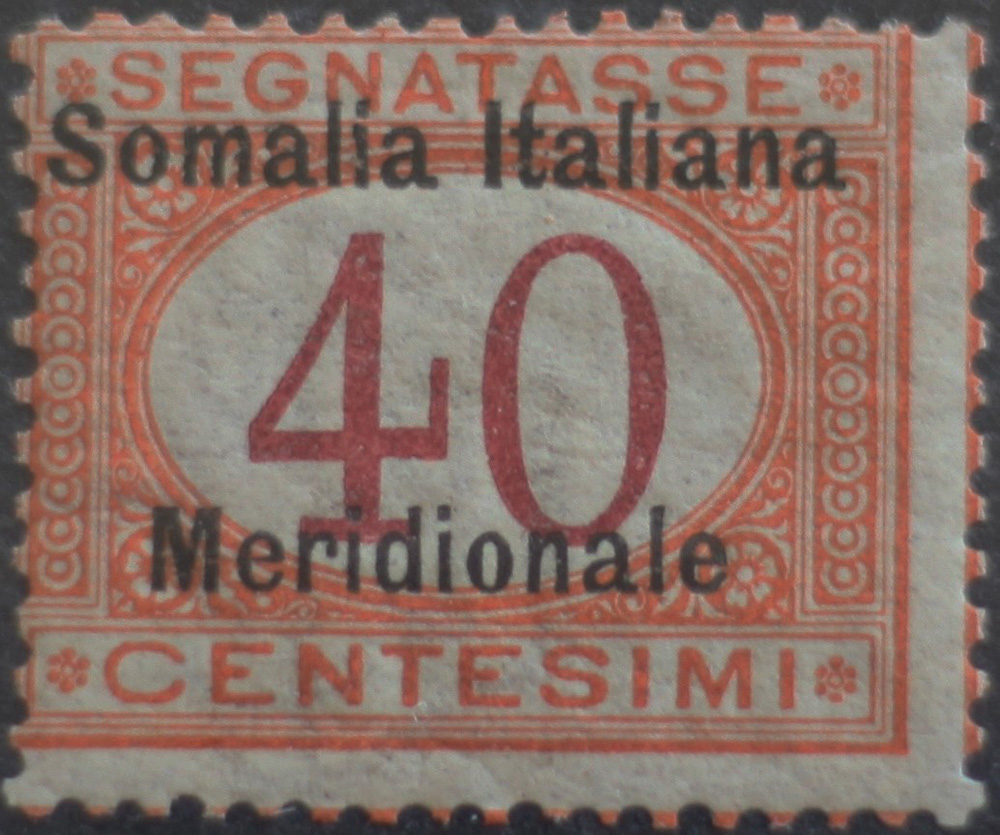 SEGNATASSE
Somalia Italiana
40
Meridionale
CENTESIMI